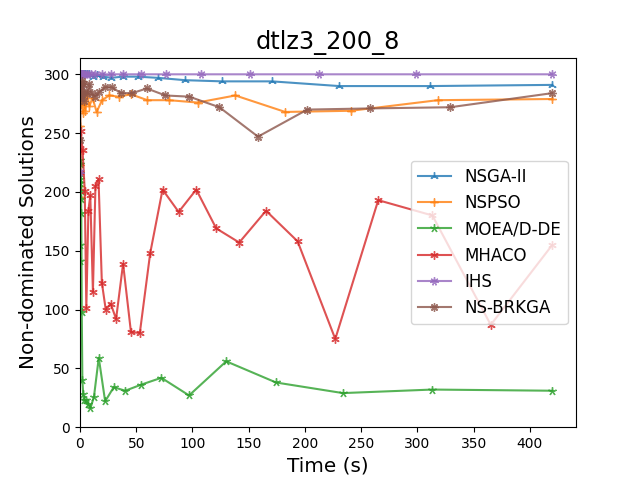 dtlz3_200_8
Non-dominated Solutions
300
250
200
150
100
50
0
NSGA-II
NSPSO
MOEA/D-DE
MHACO
IHS
NS-BRKGA
0 50 100 150 200 250 300 350 400
Time (s)